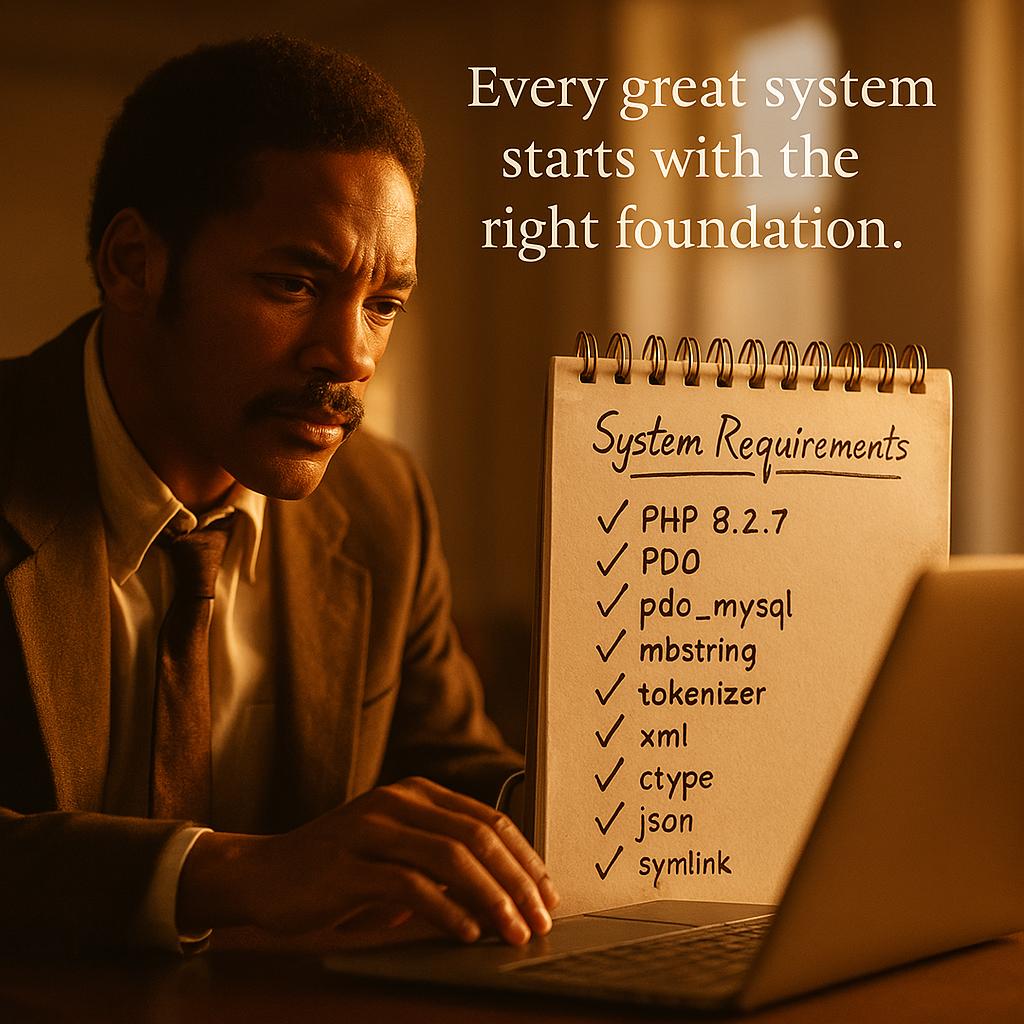 Every great system
starts with the
right foundation.
System Requirements
✓ PHP 8.2.7
✓ PDO
✓ pdo_mysql
✓ mbstring
✓ tokenizer
✓ xml
✓ ctype
✓ json
✓ symlink